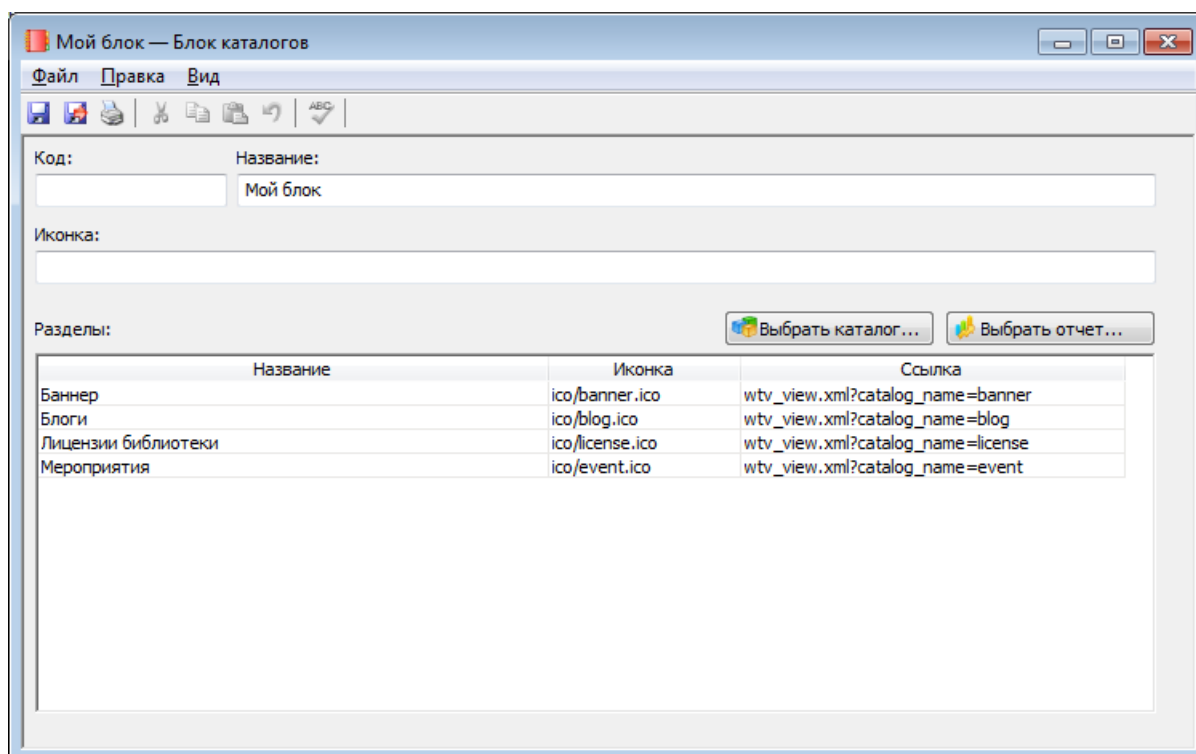 Мой блок — Блок каталогов
Файл Правка Вид
ABC
Код: Название:
Мой блок
Иконка:
Разделы: Выбрать каталог... Выбрать отчет...
Название Иконка Ссылка
Баннер ico/banner.ico wtv_view.xml?catalog_name=banner
Блоги ico/blog.ico wtv_view.xml?catalog_name=blog
Лицензии библиотеки ico/license.ico wtv_view.xml?catalog_name=license
Мероприятия ico/event.ico wtv_view.xml?catalog_name=event